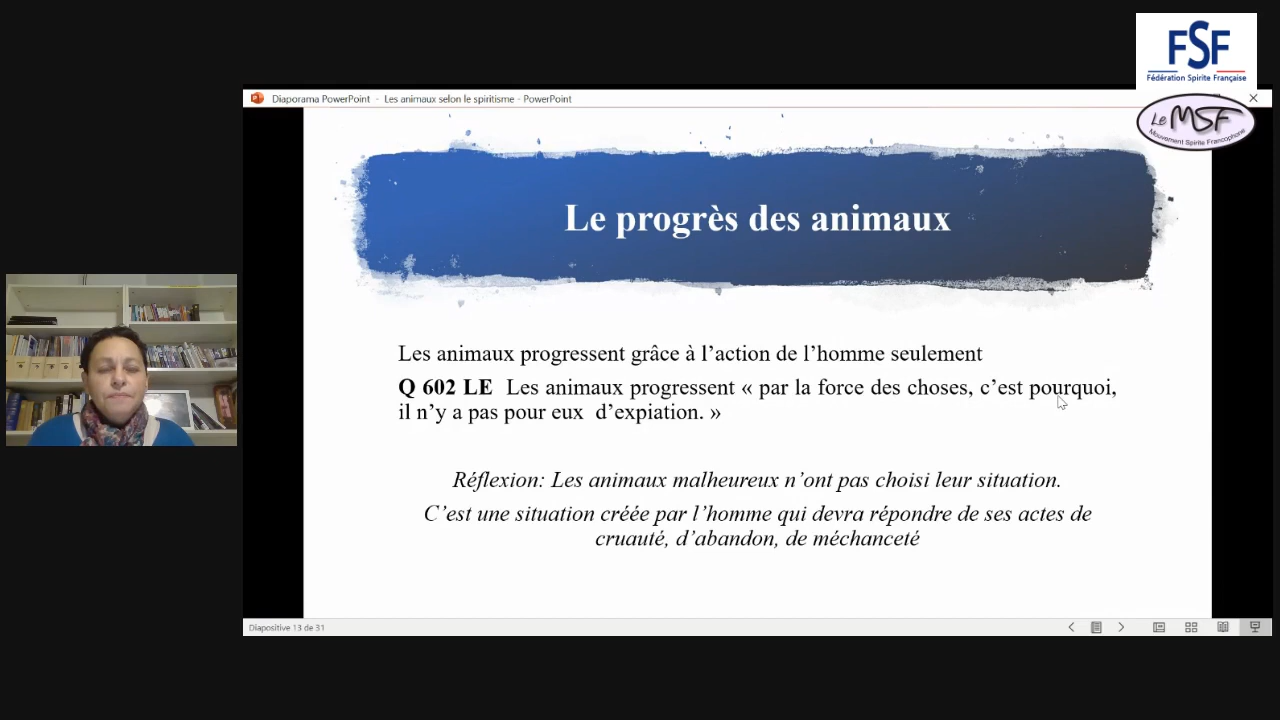 FSF
Fédération Spirite Française
Le MSF
Mouvement Spirite Francophone
Diaporama PowerPoint - Les animaux selon le spiritisme - PowerPoint
Le progrès des animaux
Les animaux progressent grâce à l’action de l’homme seulement
Q 602 LE Les animaux progressent « par la force des choses, c’est pourquoi,
il n’y a pas pour eux d’expiation. »
Réflexion: Les animaux malheureux n’ont pas choisi leur situation.
C’est une situation créée par l’homme qui devra répondre de ses actes de
cruauté, d’abandon, de méchanceté
Diapositive 13 de 31